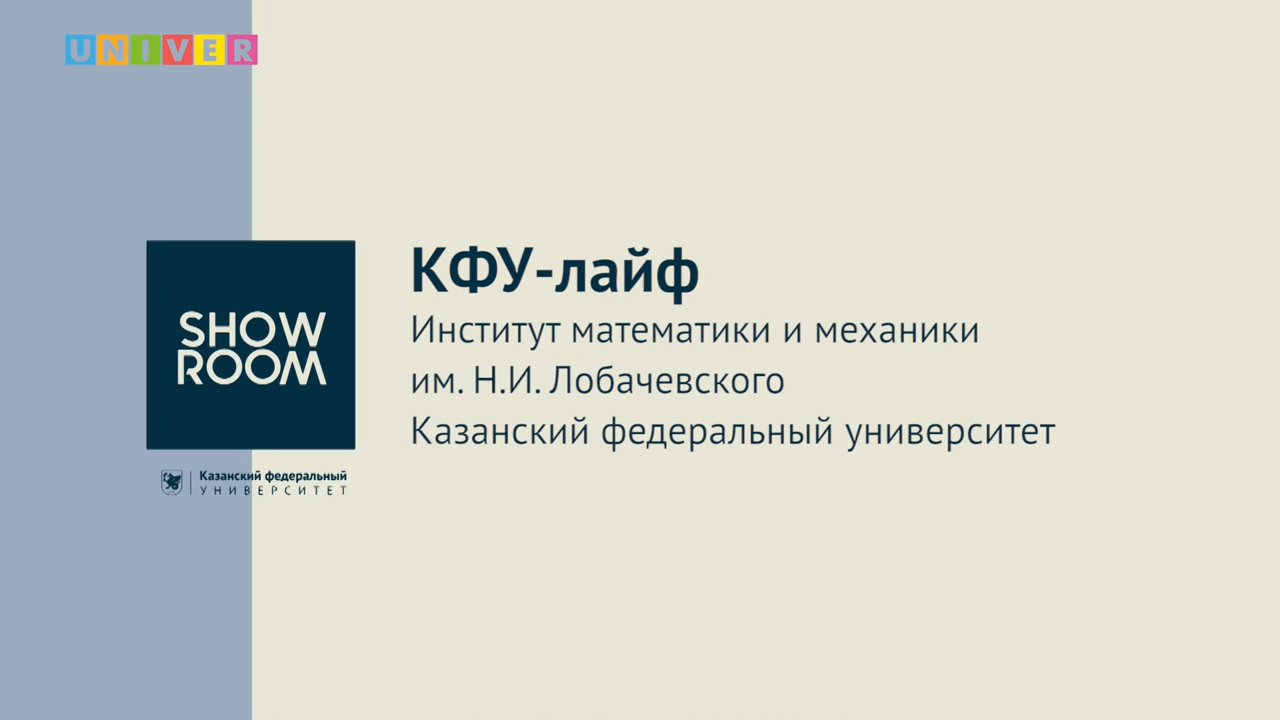 UNIVER
SHOW
ROOM
Казанский федеральный
УНИВЕРСИТЕТ
КФУ-лайф
Институт математики и механики
им. Н.И. Лобачевского
Казанский федеральный университет